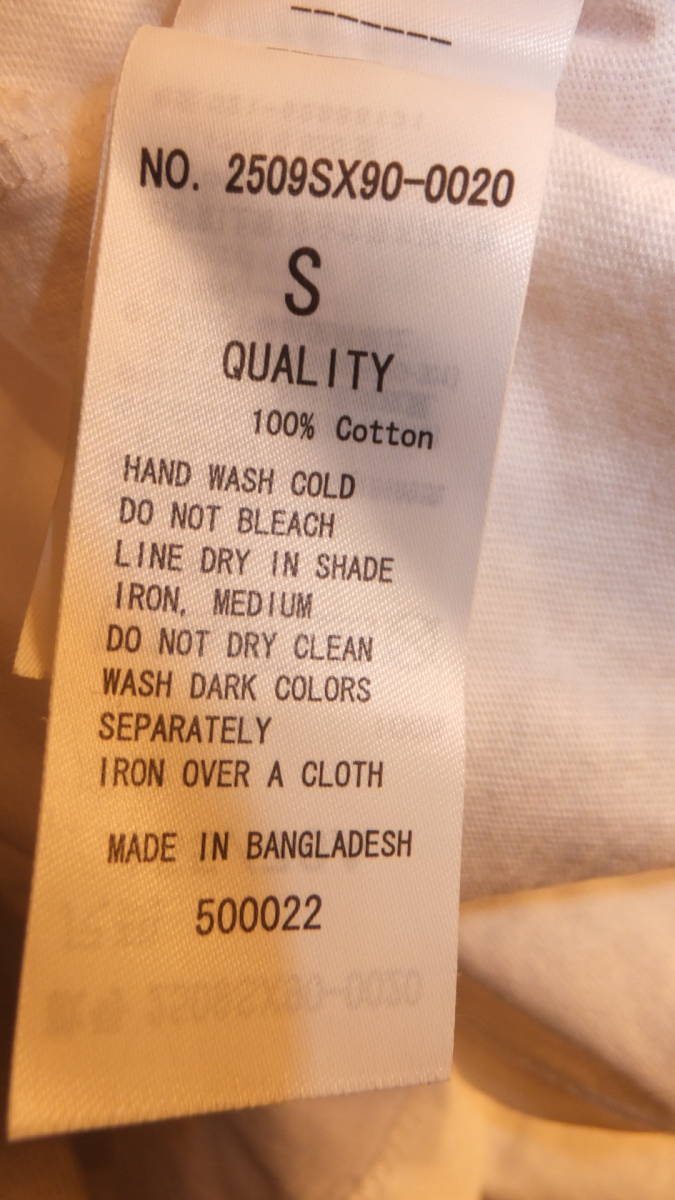 NO. 2509SX90-0020
S
QUALITY
100% Cotton
HAND WASH COLD
DO NOT BLEACH
LINE DRY IN SHADE
IRON, MEDIUM
DO NOT DRY CLEAN
WASH DARK COLORS
SEPARATELY
IRON OVER A CLOTH
MADE IN BANGLADESH
500022